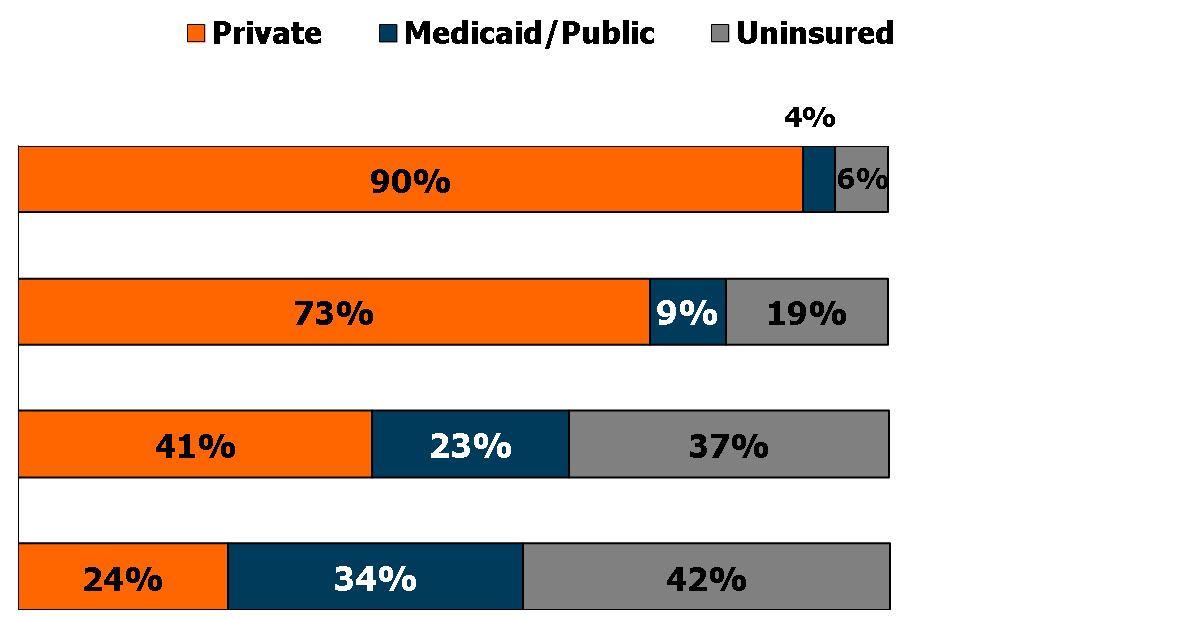 Private Medicaid/Public Uninsured
4%
90% 6%
73% 9% 19%
41% 23% 37%
24% 34% 42%